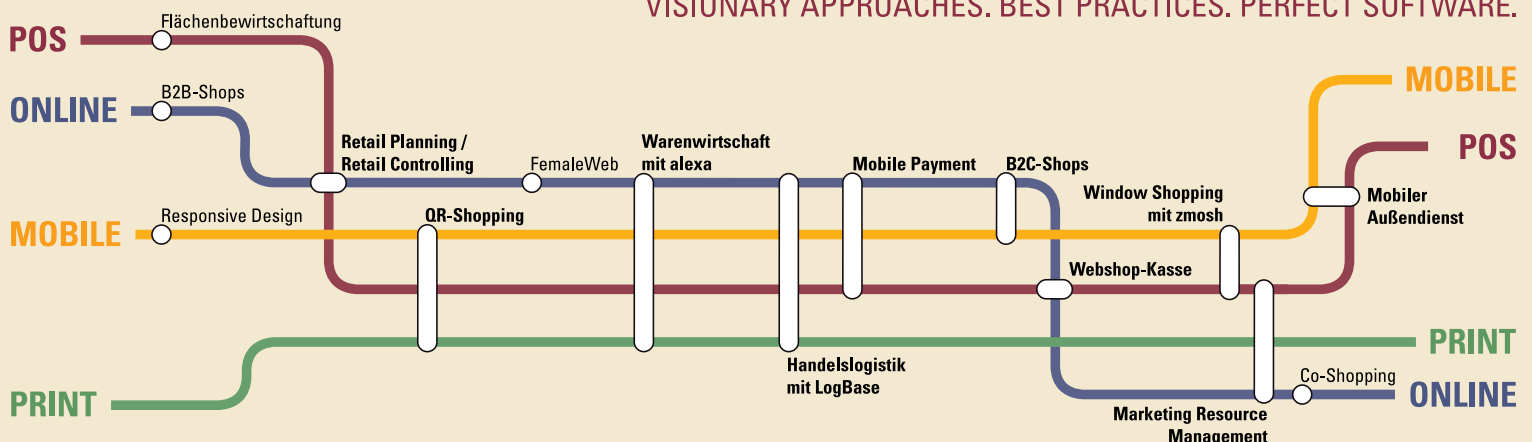 VISIONARY APPROACHES. BEST PRACTICES. PERFECT SOFTWARE.
Flächenbewirtschaftung
POS
MOBILE
B2B-Shops
ONLINE
Retail Planning /
Retail Controlling
FemaleWeb
Warenwirtschaft
mit alexa
Mobile Payment
B2C-Shops
POS
Window Shopping
mit zmosh
Mobiler
Außendienst
Responsive Design
MOBILE
QR-Shopping
Webshop-Kasse
PRINT
Handelslogistik
mit LogBase
Co-Shopping
ONLINE
PRINT
Marketing Resource
Management